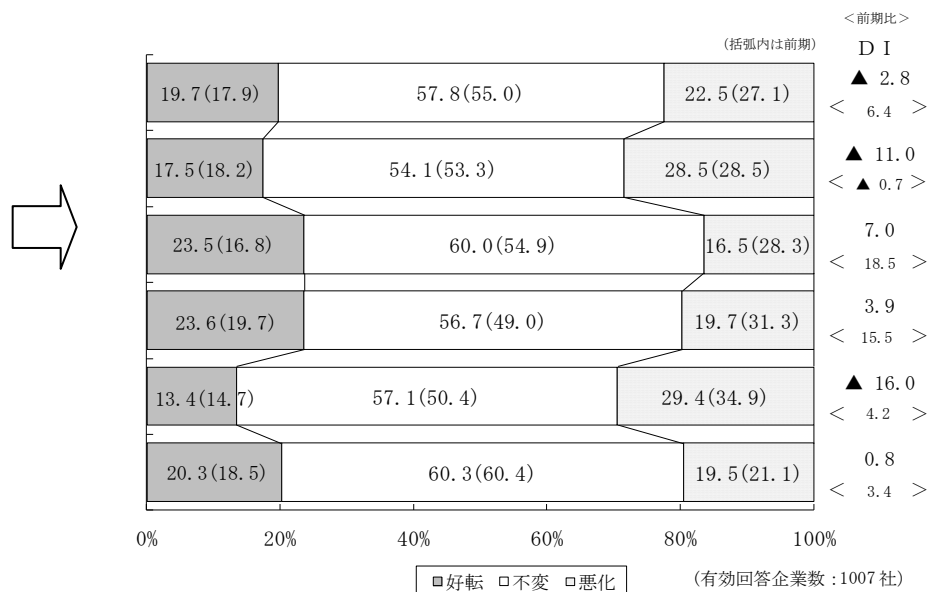 ＜前期比＞
(括弧内は前期)
ＤＩ
19.7(17.9) 57.8(55.0) 22.5(27.1) ▲ 2.8
＜ 6.4 ＞
17.5(18.2) 54.1(53.3) 28.5(28.5) ▲ 11.0
＜ ▲ 0.7 ＞
23.5(16.8) 60.0(54.9) 16.5(28.3) 7.0
＜ 18.5 ＞
23.6(19.7) 56.7(49.0) 19.7(31.3) 3.9
＜ 15.5 ＞
13.4(14.7) 57.1(50.4) 29.4(34.9) ▲ 16.0
＜ 4.2 ＞
20.3(18.5) 60.3(60.4) 19.5(21.1) 0.8
＜ 3.4 ＞
0% 20% 40% 60% 80% 100%
好転 不変 悪化
(有効回答企業数：1007社)